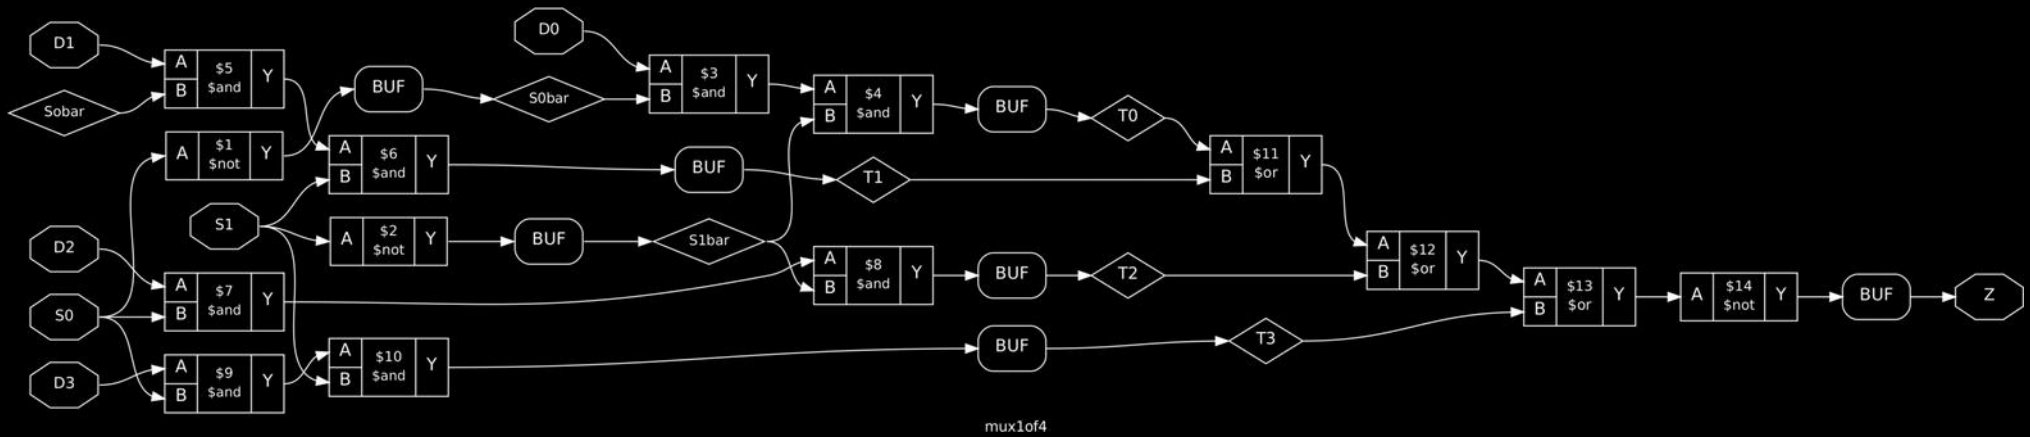 D1
Sobar
A
B
$5
$and
Y
A
$1
$not
Y
BUF
S0bar
D0
A
B
$3
$and
Y
A
B
$4
$and
Y
BUF
T0
A
B
$6
$and
Y
BUF
T1
A
B
$11
$or
Y
S1
A
$2
$not
Y
BUF
S1bar
D2
S0
A
B
$7
$and
Y
A
B
$8
$and
Y
BUF
T2
A
B
$12
$or
Y
D3
A
B
$9
$and
Y
A
B
$10
$and
Y
BUF
T3
A
B
$13
$or
Y
A
$14
$not
Y
BUF
Z
mux1of4